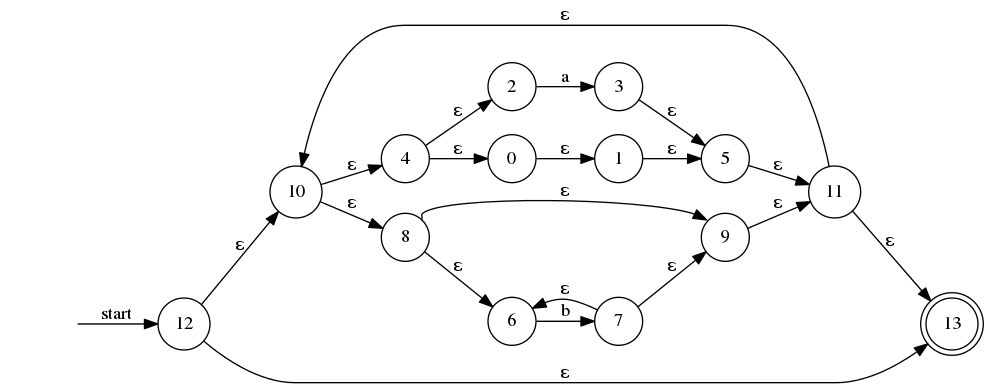 ε
2 a 3
ε ε
4 ε 0 ε 1 ε 5
ε ε
10 11
ε ε ε
8 9
ε ε ε
ε ε
6 b 7
start 12 13
ε